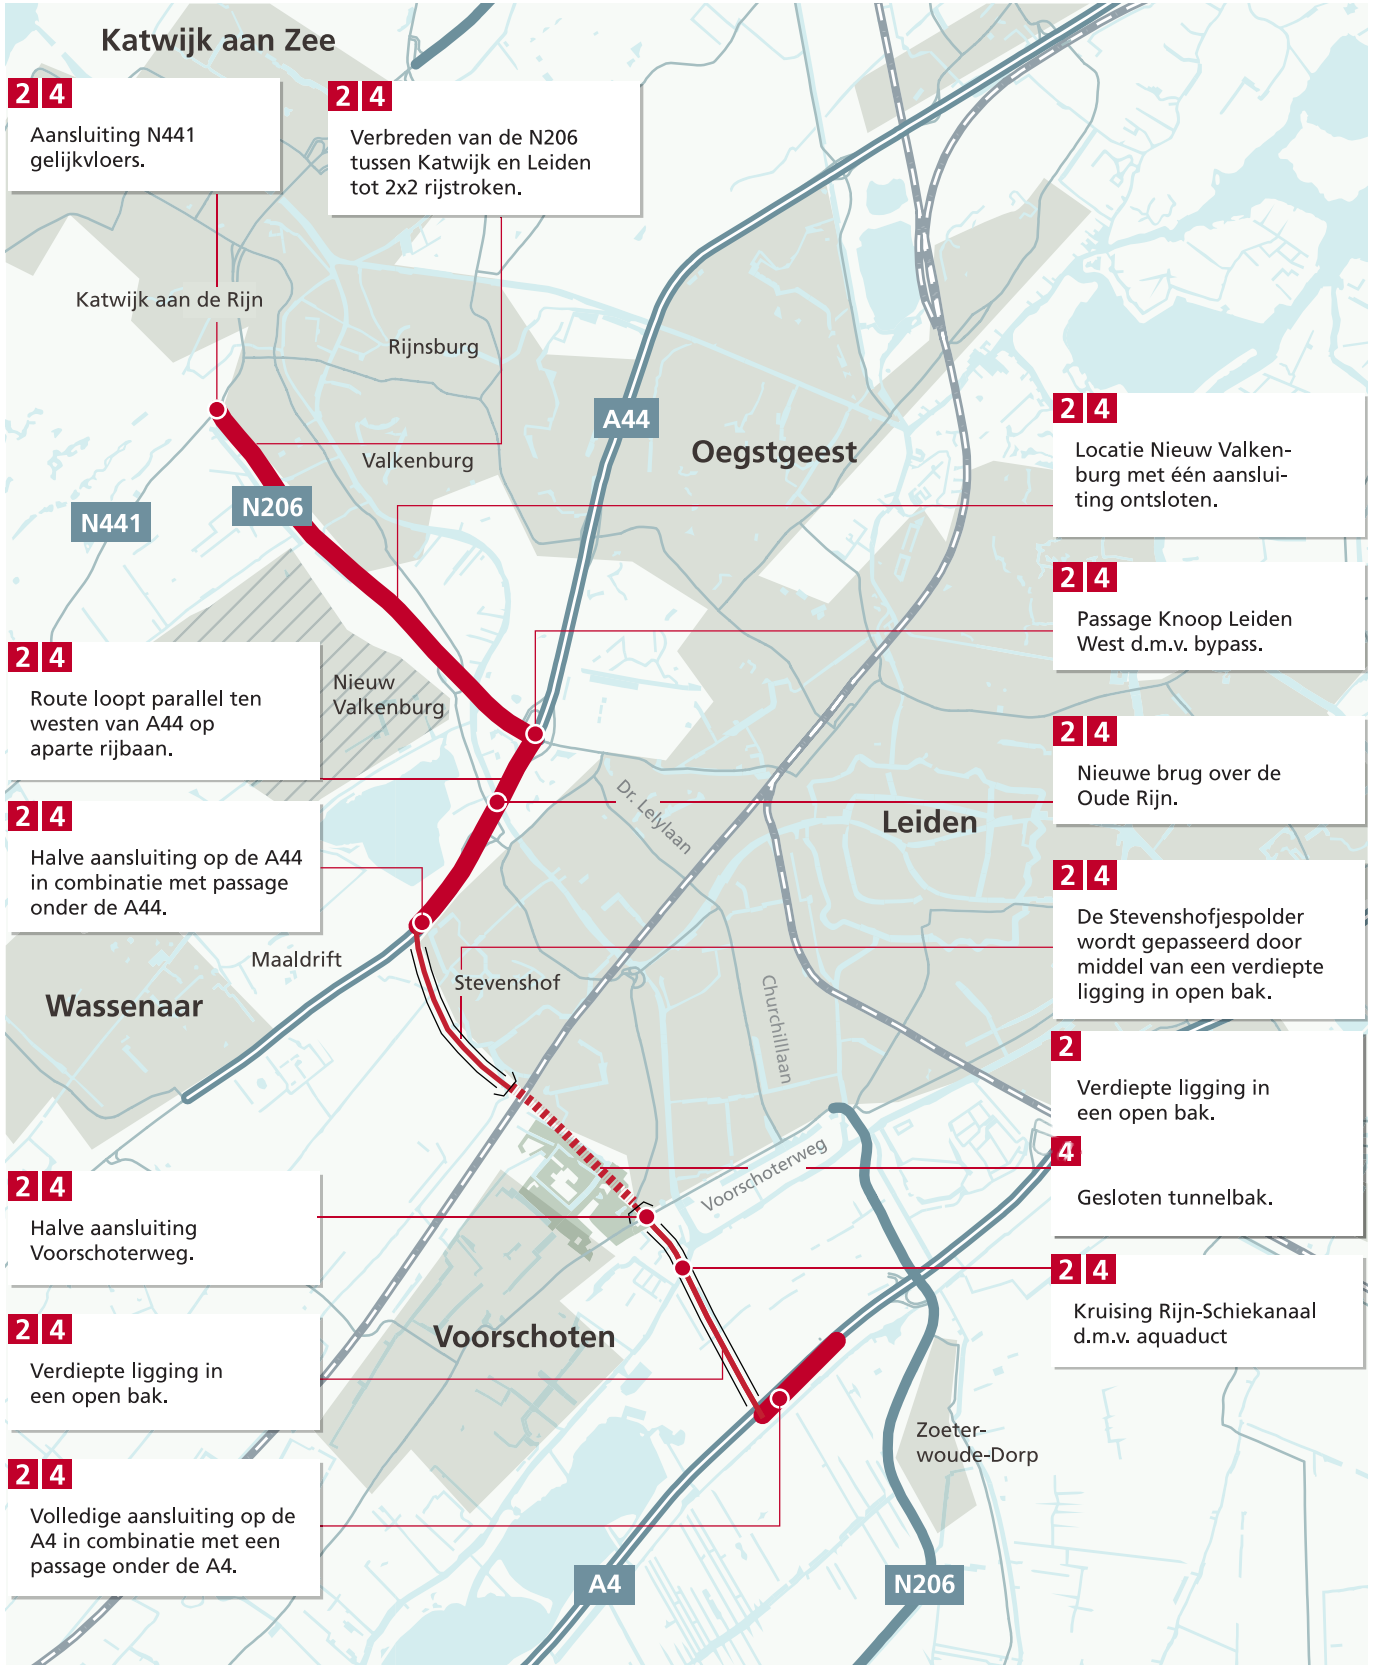 Katwijk aan Zee
2 4
Aansluiting N441
gelijkvloers.
2 4
Verbreden van de N206
tussen Katwijk en Leiden
tot 2x2 rijstroken.
Katwijk aan de Rijn
Rijnsburg
A44
Oegstgeest
Valkenburg
N206
N441
2 4
Locatie Nieuw Valken-
burg met één aanslui-
ting ontsloten.
2 4
Passage Knoop Leiden
West d.m.v. bypass.
2 4
Route loopt parallel ten
westen van A44 op
aparte rijbaan.
Nieuw
Valkenburg
2 4
Nieuwe brug over de
Oude Rijn.
Dr. Lelylaan
Leiden
2 4
Halve aansluiting op de A44
in combinatie met passage
onder de A44.
2 4
De Stevenshofjespolder
wordt gepasseerd door
middel van een verdiepte
ligging in open bak.
Maaldrift
Stevenshof
Wassenaar
Churchilllaan
2
Verdiepte ligging in
een open bak.
4
Gesloten tunnelbak.
Voorschoterweg
2 4
Halve aansluiting
Voorschoterweg.
2 4
Kruising Rijn-Schiekanaal
d.m.v. aquaduct
Voorschoten
2 4
Verdiepte ligging in
een open bak.
Zoeter-
woude-Dorp
2 4
Volledige aansluiting op de
A4 in combinatie met een
passage onder de A4.
A4
N206